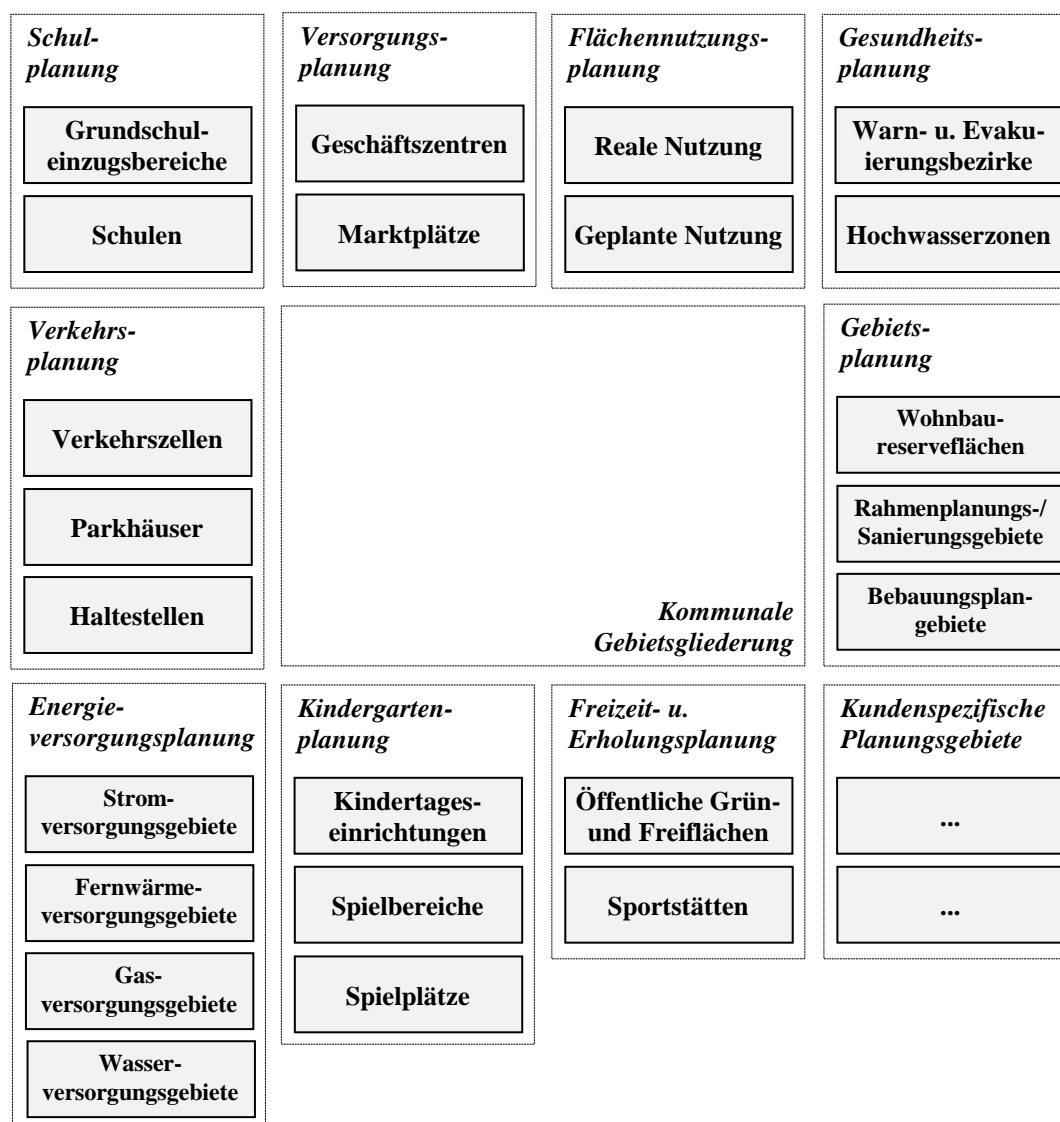 Schul-
planung
Grundschul-
einzugsbereiche
Schulen
Versorgungs-
planung
Geschäftszentren
Marktplätze
Flächennutzungs-
planung
Reale Nutzung
Geplante Nutzung
Gesundheits-
planung
Warn- u. Evaku-
ierungsbezirke
Hochwasserzonen
Verkehrs-
planung
Verkehrszellen
Parkhäuser
Haltestellen
Kommunale
Gebietsgliederung
Gebiets-
planung
Wohnbau-
reserveflächen
Rahmenplanungs-/
Sanierungsgebiete
Bebauungsplan-
gebiete
Energie-
versorgungsplanung
Strom-
versorgungsgebiete
Fernwärme-
versorgungsgebiete
Gas-
versorgungsgebiete
Wasser-
versorgungsgebiete
Kindergarten-
planung
Kindertages-
einrichtungen
Spielbereiche
Spielplätze
Freizeit- u.
Erholungsplanung
Öffentliche Grün-
und Freiflächen
Sportstätten
Kundenspezifische
Planungsgebiete
...
...